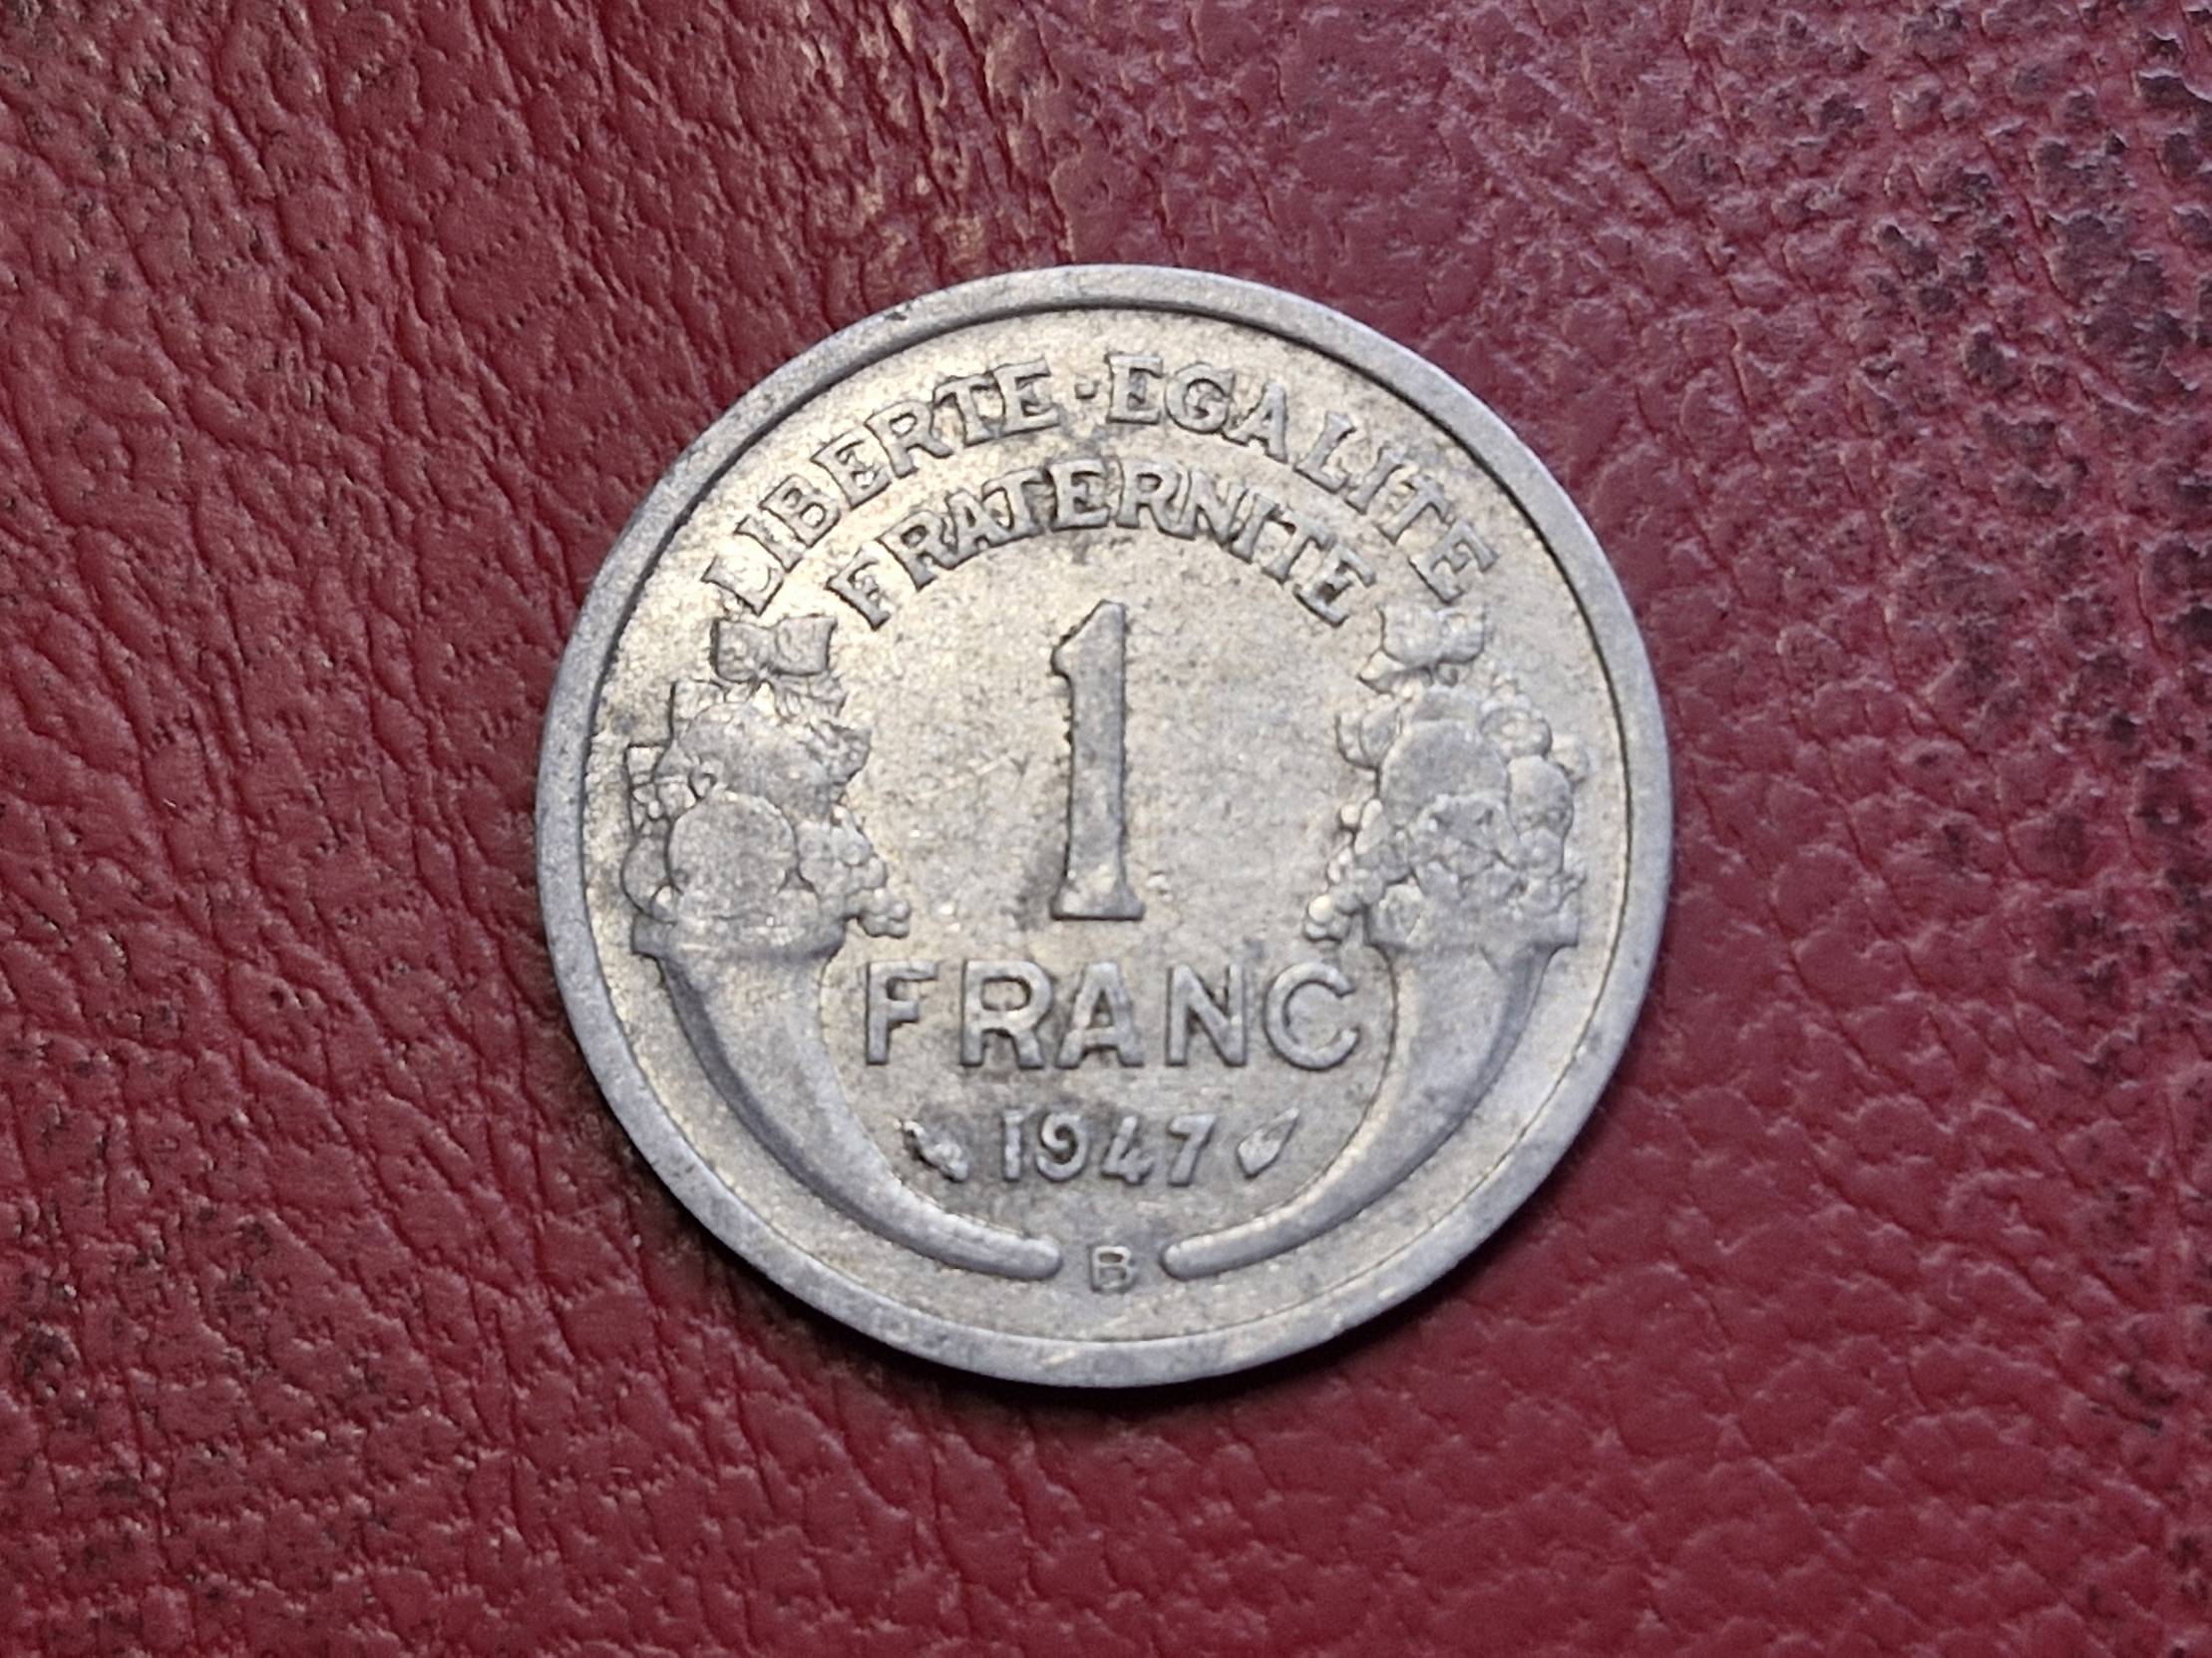 LIBERTE·EGALITE
FRATERNITE
1
FRANC
1947
B